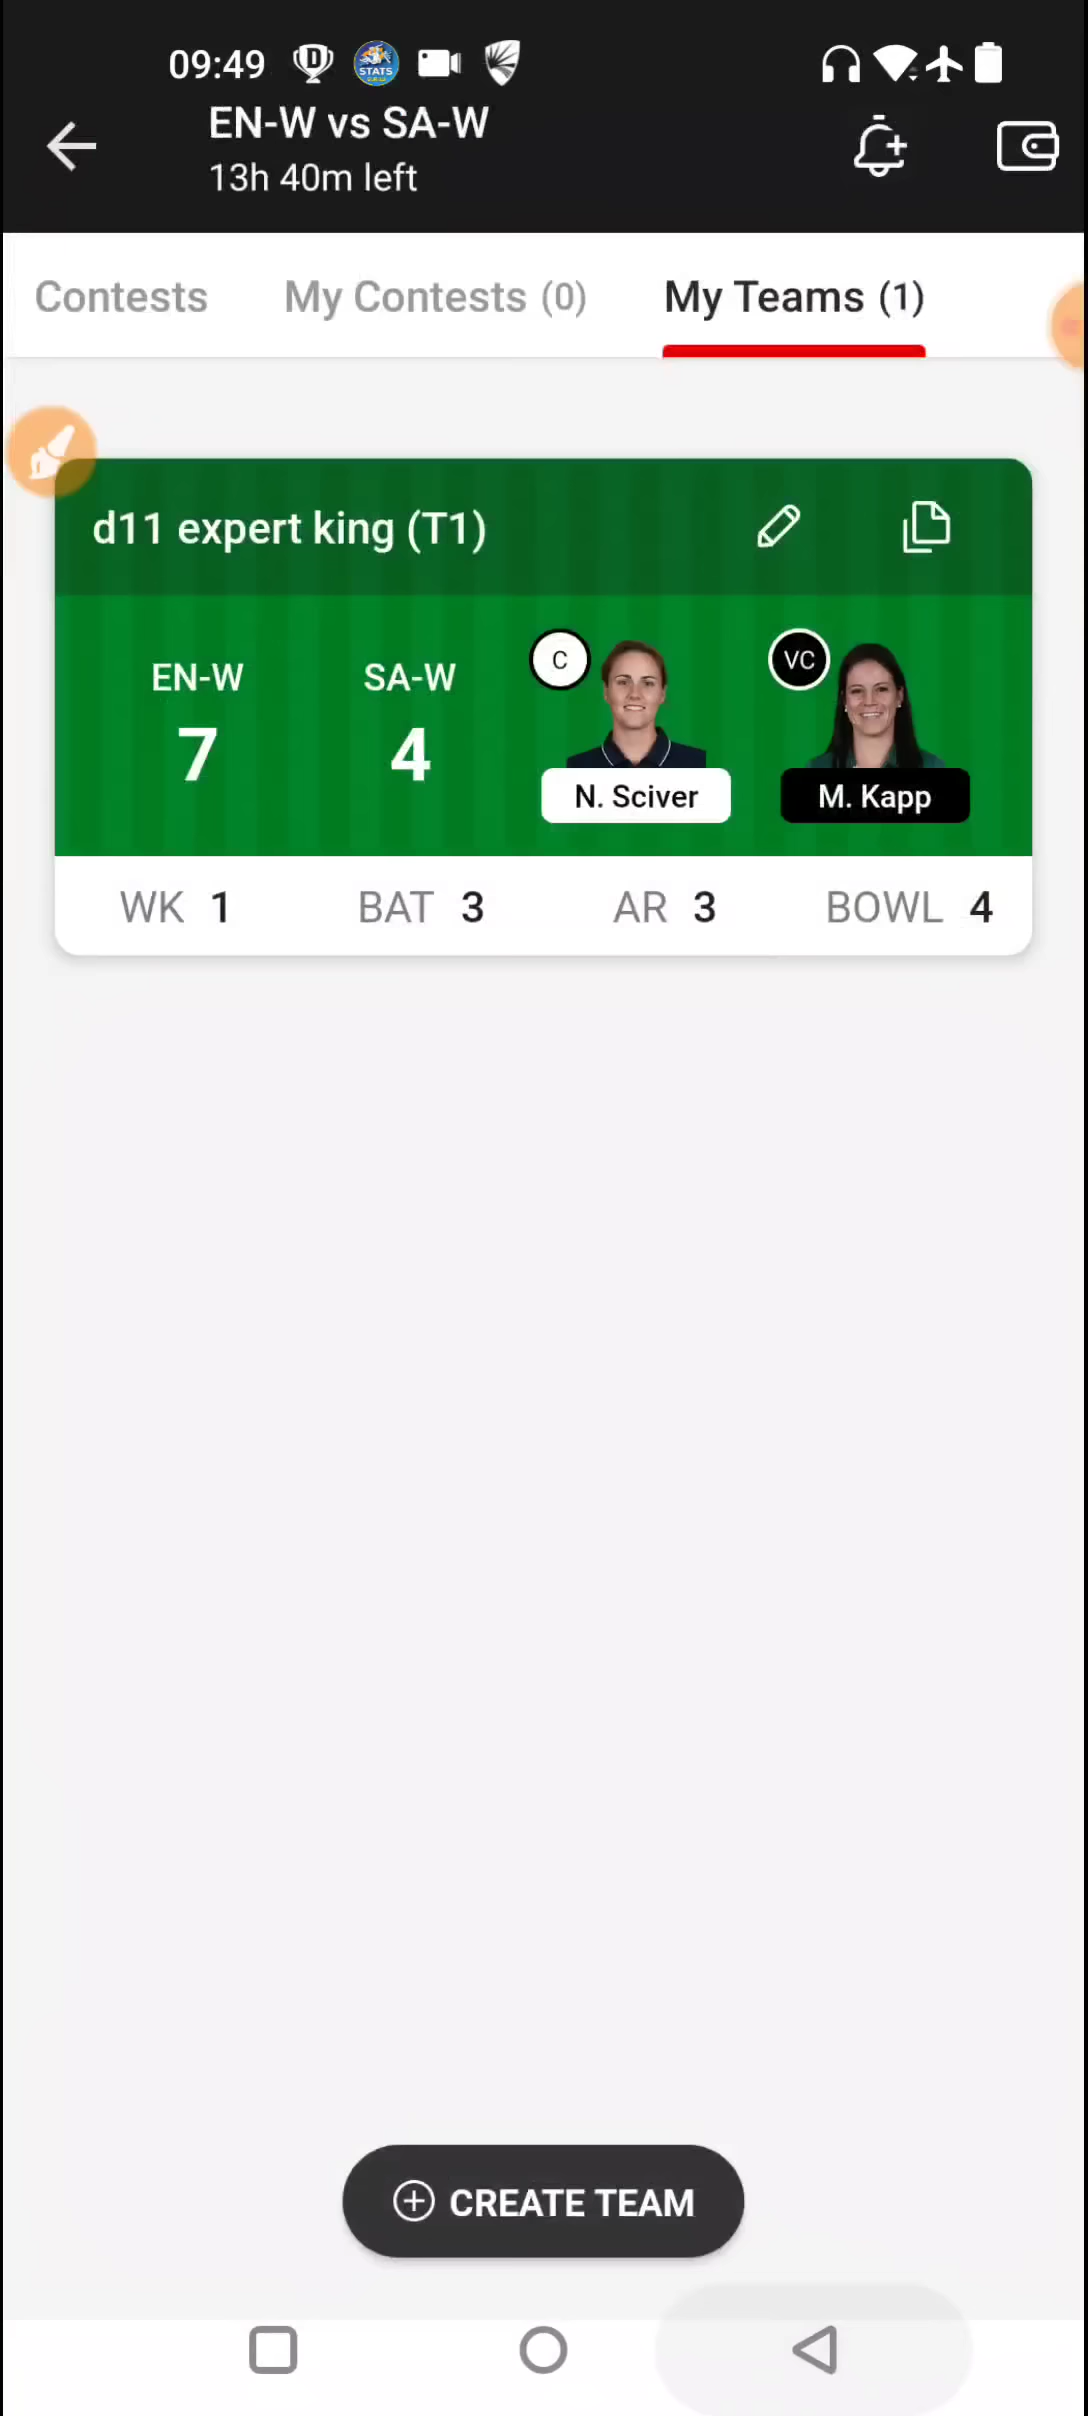 09:49
D
STATS
EN-W vs SA-W
13h 40m left
Contests
My Contests (0)
My Teams (1)
d11 expert king (T1)
EN-W
SA-W
C
VC
7
4
N. Sciver
M. Kapp
WK 1
BAT 3
AR 3
BOWL 4
CREATE TEAM